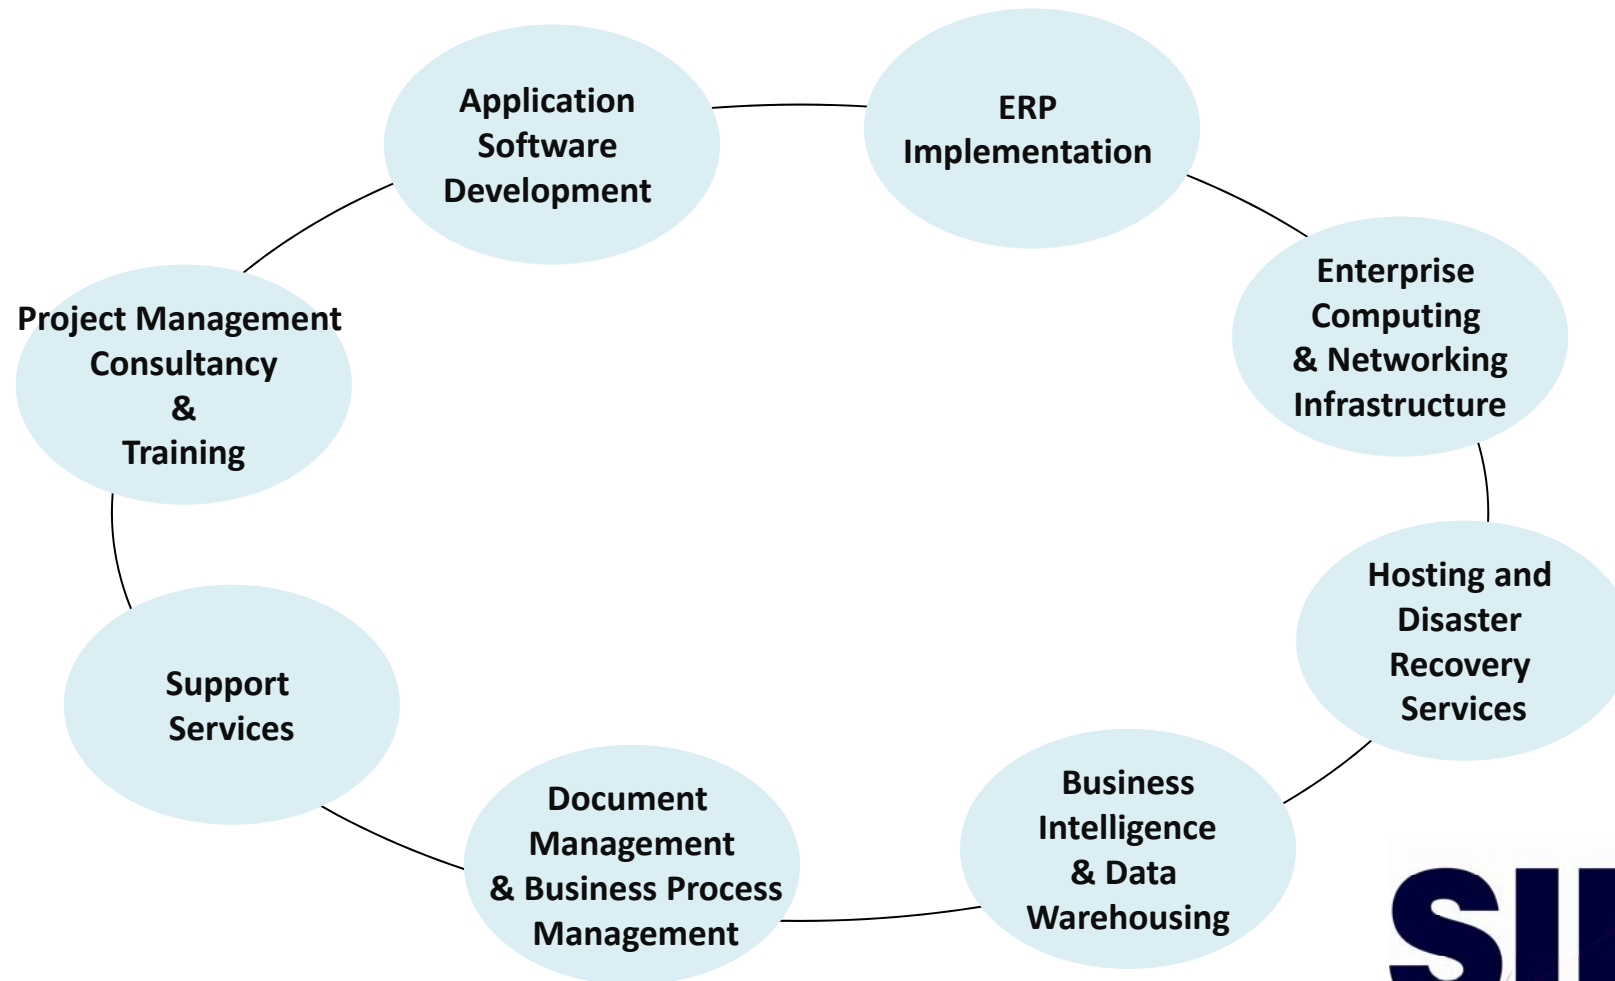 Application
Software
Development
ERP
Implementation
Enterprise
Computing
& Networking
Infrastructure
Hosting and
Disaster
Recovery
Services
Business
Intelligence
& Data
Warehousing
Document
Management
& Business Process
Management
Support
Services
Project Management
Consultancy
&
Training